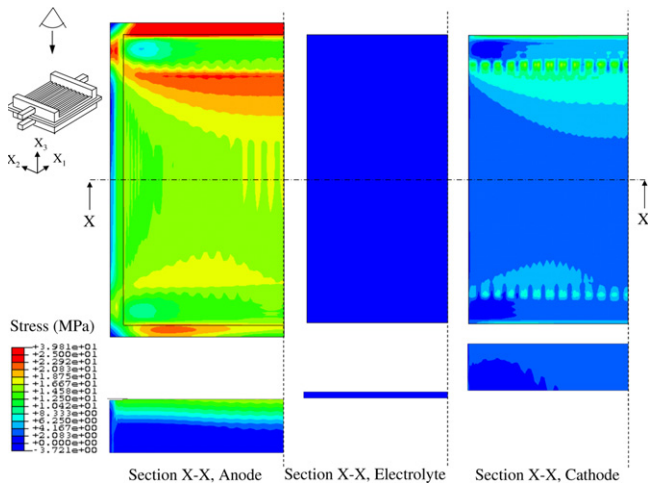 X₃
X₂
X₁
X
X
Stress (MPa)
+3.981e+01
+2.500e+01
+2.292e+01
+2.083e+01
+1.875e+01
+1.667e+01
+1.458e+01
+1.250e+01
+1.042e+01
+8.333e+00
+6.250e+00
+4.167e+00
+2.083e+00
+0.000e+00
-3.721e+00
Section X-X, Anode
Section X-X, Electrolyte
Section X-X, Cathode